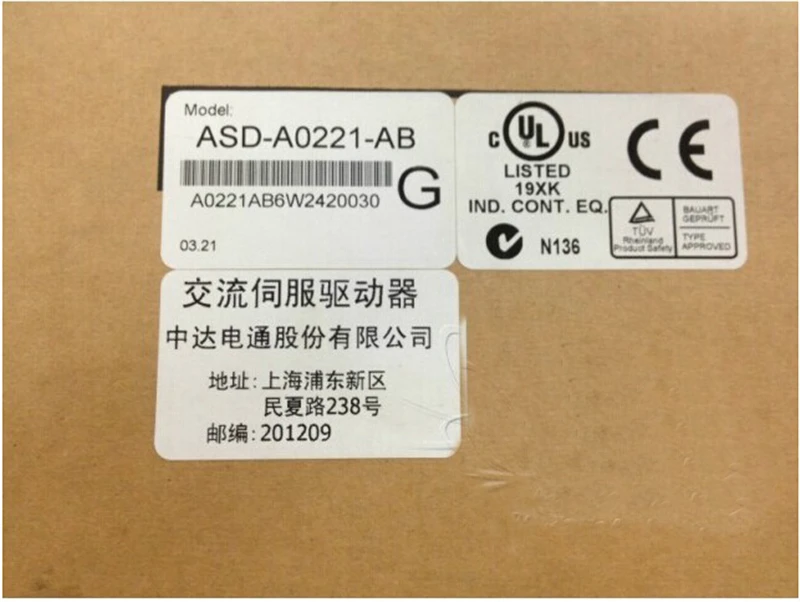 Model:
ASD-A0221-AB
A0221AB6W2420030
G
03.21
C UL US
LISTED
19XK
IND. CONT. EQ.
CE
N136
TÜV
Rheinland
Product Safety
BAUART
GEPRÜFT
TYPE
APPROVED
交流伺服驱动器
中达电通股份有限公司
地址:上海浦东新区
民夏路238号
邮编:201209